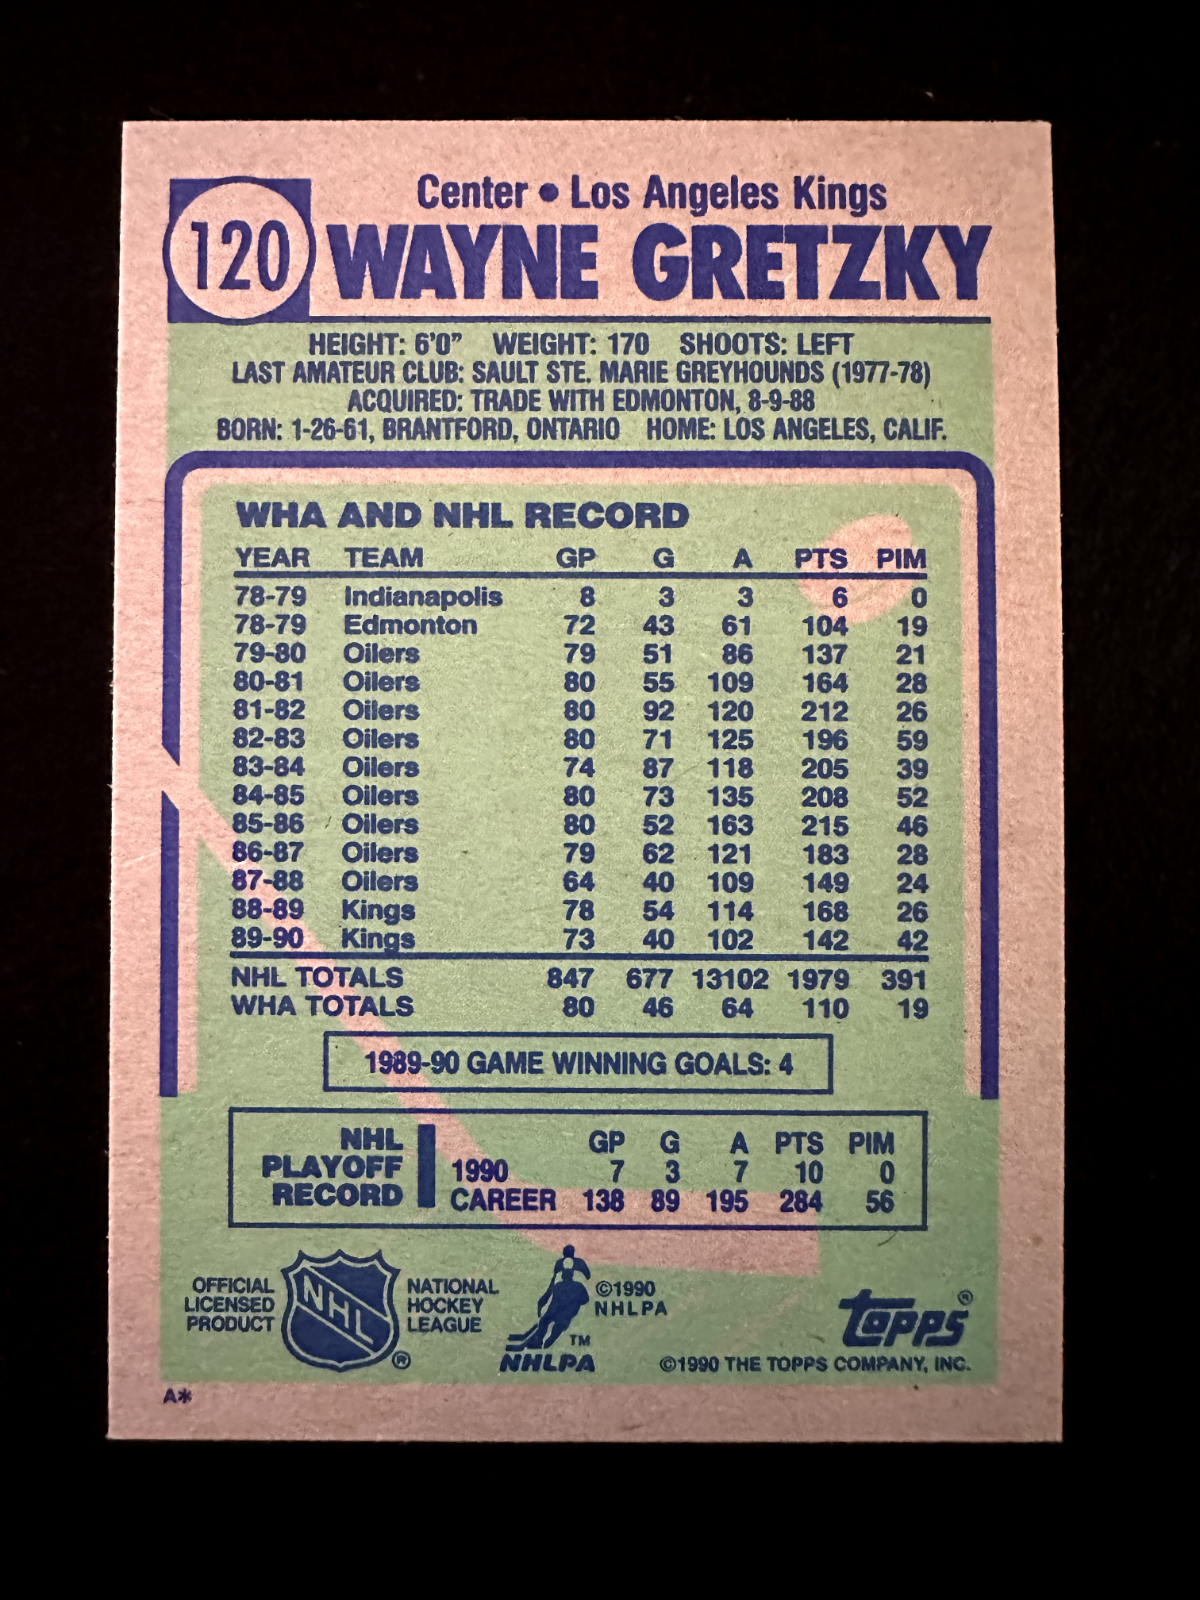 120
Center • Los Angeles Kings
WAYNE GRETZKY
HEIGHT: 6'0" WEIGHT: 170 SHOOTS: LEFT
LAST AMATEUR CLUB: SAULT STE. MARIE GREYHOUNDS (1977-78)
ACQUIRED: TRADE WITH EDMONTON, 8-9-88
BORN: 1-26-61, BRANTFORD, ONTARIO HOME: LOS ANGELES, CALIF.
WHA AND NHL RECORD
YEAR TEAM GP G A PTS PIM
78-79 Indianapolis 8 3 3 6 0
78-79 Edmonton 72 43 61 104 19
79-80 Oilers 79 51 86 137 21
80-81 Oilers 80 55 109 164 28
81-82 Oilers 80 92 120 212 26
82-83 Oilers 80 71 125 196 59
83-84 Oilers 74 87 118 205 39
84-85 Oilers 80 73 135 208 52
85-86 Oilers 80 52 163 215 46
86-87 Oilers 79 62 121 183 28
87-88 Oilers 64 40 109 149 24
88-89 Kings 78 54 114 168 26
89-90 Kings 73 40 102 142 42
NHL TOTALS 847 677 13102 1979 391
WHA TOTALS 80 46 64 110 19
1989-90 GAME WINNING GOALS: 4
NHL PLAYOFF RECORD
GP G A PTS PIM
1990 7 3 7 10 0
CAREER 138 89 195 284 56
OFFICIAL
LICENSED
PRODUCT
NHL
®
NATIONAL
HOCKEY
LEAGUE
TM
NHLPA
©1990
NHLPA
topps®
©1990 THE TOPPS COMPANY, INC.
A*